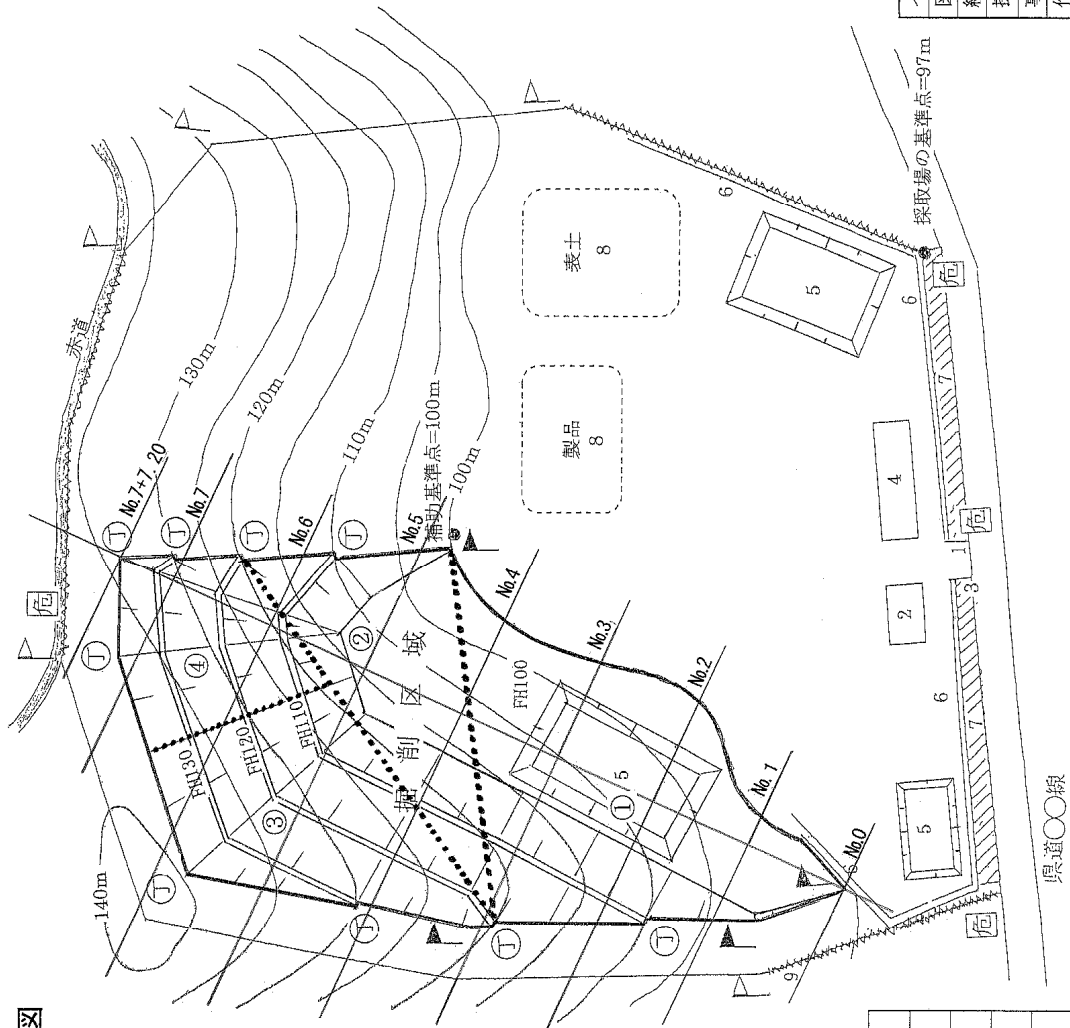 図
赤道
危
No.7+7.20
No.7
No.6
No.5
No.4
No.3
No.2
No.1
No.0
J
J
J
J
J
J
J
J
J
140m
130m
120m
110m
100m
補助基準点=100m
FH130
FH120
FH110
FH100
④
③
②
①
掘削区域
5
製品
8
表土
8
5
5
6
6
6
4
2
1
3
7
7
9
危
危
危
採取場の基準点=97m
県道○○線